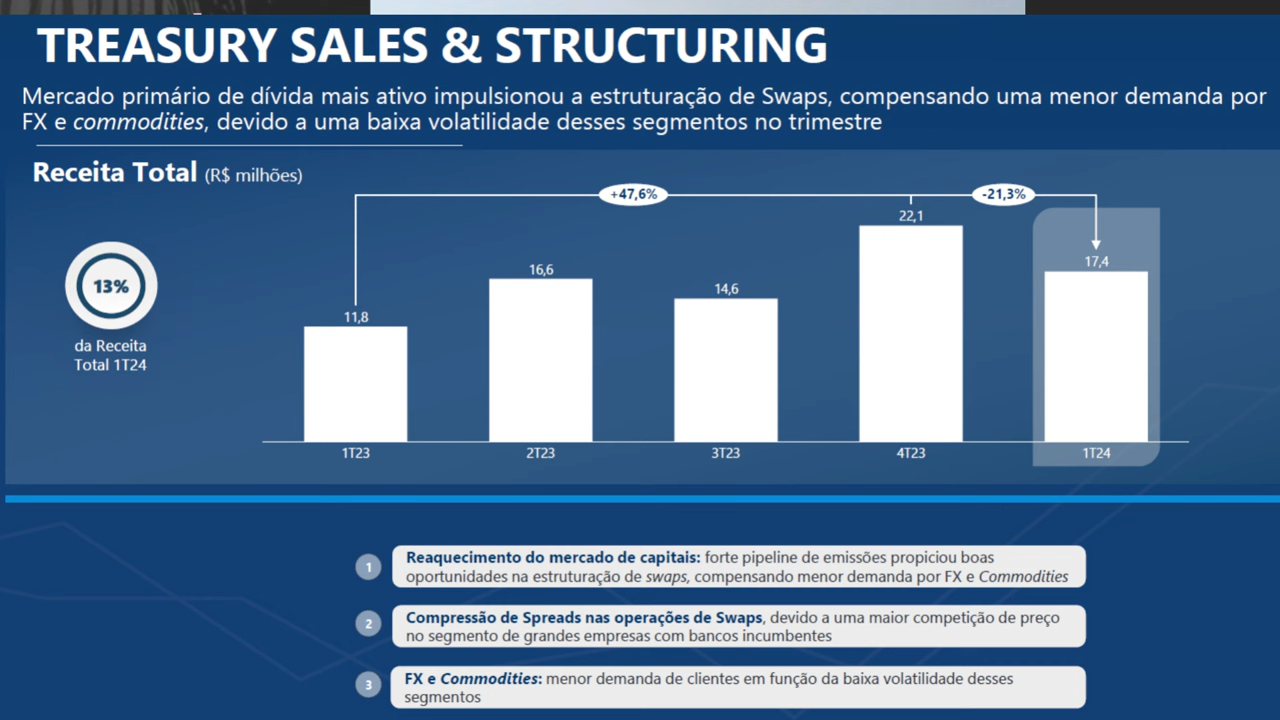 TREASURY SALES & STRUCTURING
Mercado primário de dívida mais ativo impulsionou a estruturação de Swaps, compensando uma menor demanda por
FX e commodities, devido a uma baixa volatilidade desses segmentos no trimestre
Receita Total (R$ milhões)
+47,6%
-21,3%
22,1
17,4
16,6
14,6
11,8
13%
da Receita
Total 1T24
1T23
2T23
3T23
4T23
1T24
1
Reaquecimento do mercado de capitais: forte pipeline de emissões propiciou boas
oportunidades na estruturação de swaps, compensando menor demanda por FX e Commodities
2
Compressão de Spreads nas operações de Swaps, devido a uma maior competição de preço
no segmento de grandes empresas com bancos incumbentes
3
FX e Commodities: menor demanda de clientes em função da baixa volatilidade desses
segmentos